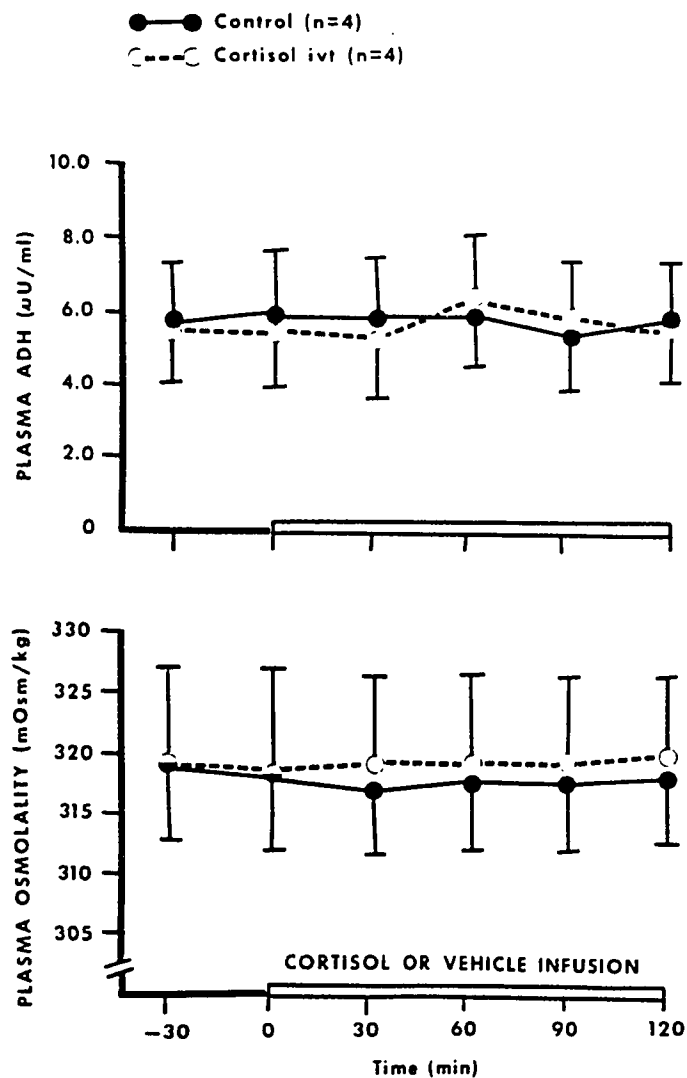 Control (n=4)
Cortisol ivt (n=4)
10.0
8.0
6.0
4.0
2.0
0
PLASMA ADH (µU/ml)
330
325
320
315
310
305
PLASMA OSMOLALITY (mOsm/kg)
CORTISOL OR VEHICLE INFUSION
−30 0 30 60 90 120
Time (min)